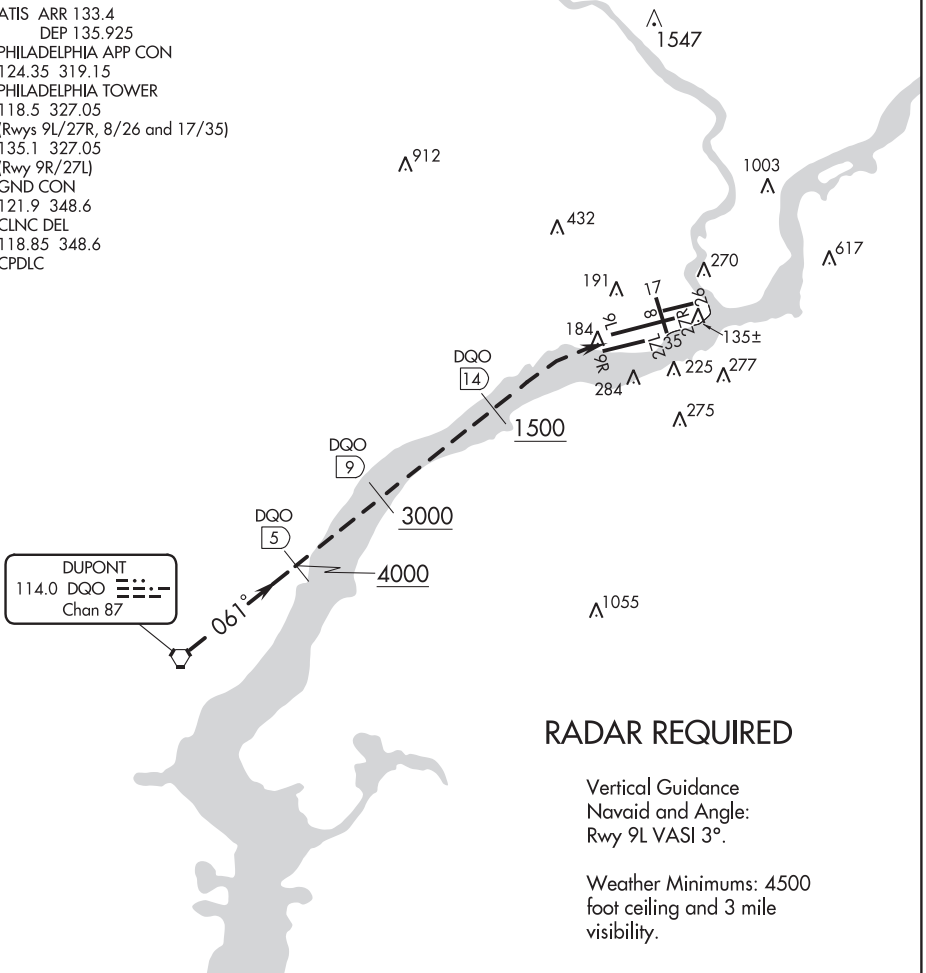 ATIS ARR 133.4
DEP 135.925
PHILADELPHIA APP CON
124.35 319.15
PHILADELPHIA TOWER
118.5 327.05
(Rwys 9L/27R, 8/26 and 17/35)
135.1 327.05
(Rwy 9R/27L)
GND CON
121.9 348.6
CLNC DEL
118.85 348.6
CPDLC
1547
912
1003
432
617
270
191
17
26
8
9L
27R
184
135±
35
27L
9R
225
277
284
275
DQO
14
1500
DQO
9
3000
DQO
5
4000
DUPONT
114.0 DQO
Chan 87
061°
1055
RADAR REQUIRED
Vertical Guidance
Navaid and Angle:
Rwy 9L VASI 3°.
Weather Minimums: 4500
foot ceiling and 3 mile
visibility.